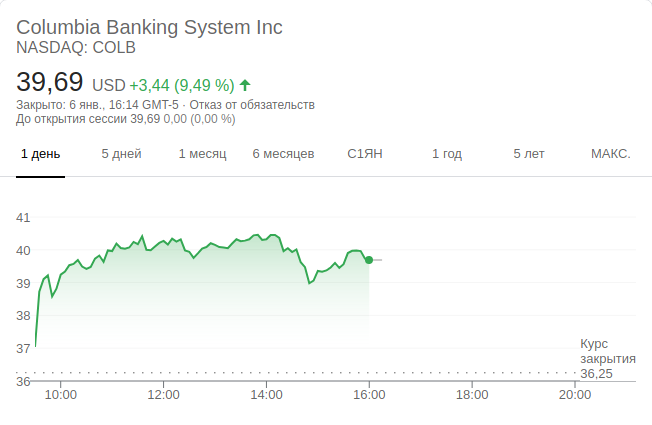 Columbia Banking System Inc
NASDAQ: COLB
39,69 USD +3,44 (9,49 %)
Закрыто: 6 янв., 16:14 GMT-5 · Отказ от обязательств
До открытия сессии 39,69 0,00 (0,00 %)
1 день 5 дней 1 месяц 6 месяцев С1ЯН 1 год 5 лет МАКС.
41
40
39
38
37
Курс
закрытия
36,25
36
10:00 12:00 14:00 16:00 18:00 20:00